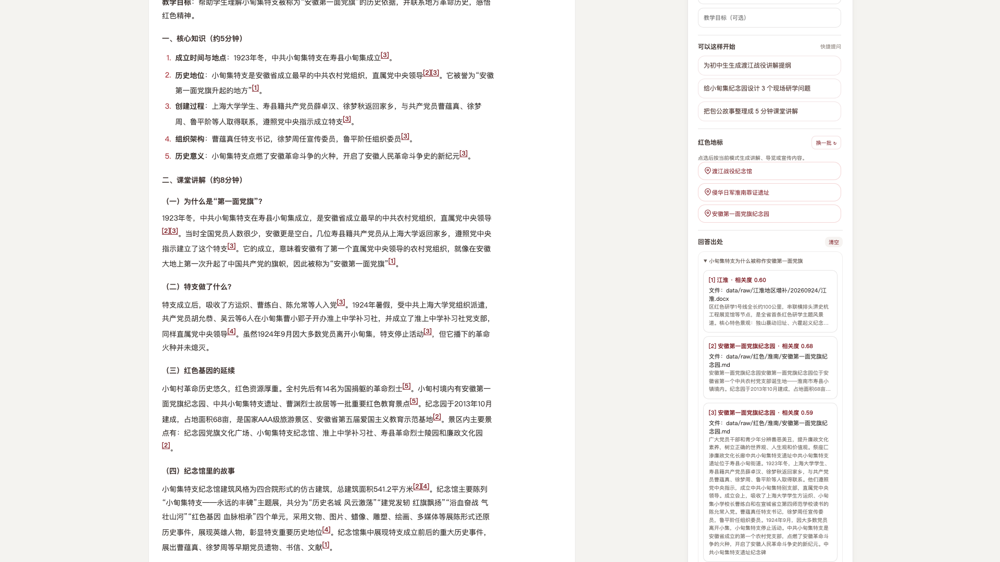 教学目标：帮助学生理解小甸集特支被称为“安徽第一面党旗”的历史依据，并联系地方革命历史，感悟
红色精神。
一、核心知识（约5分钟）
1. 成立时间与地点：1923年冬，中共小甸集特支在寿县小甸集成立[3]。
2. 历史地位：小甸集特支是安徽省成立最早的中共农村党组织，直属党中央领导[2][3]。它被誉为“安徽
第一面党旗升起的地方”[1]。
3. 创建过程：上海大学学生、寿县籍共产党员薛卓汉、徐梦秋返回家乡，与共产党员曹蕴真、徐梦
周、鲁平阶等人取得联系，遵照党中央指示成立特支[3]。
4. 组织架构：曹蕴真任特支书记，徐梦周任宣传委员，鲁平阶任组织委员[3]。
5. 历史意义：小甸集特支点燃了安徽革命斗争的火种，开启了安徽人民革命斗争史的新纪元[3]。
二、课堂讲解（约8分钟）
（一）为什么是“第一面党旗”？
1923年冬，中共小甸集特支在寿县小甸集成立，是安徽省成立最早的中共农村党组织，直属党中央领导
[2][3]。当时全国党员人数很少，安徽更是空白。几位寿县籍共产党员从上海大学返回家乡，遵照党中央
指示建立了这个特支[3]。它的成立，意味着安徽有了第一个直属党中央领导的农村党组织，就像在安徽
大地上第一次升起了中国共产党的旗帜，因此被称为“安徽第一面党旗”[1]。
（二）特支做了什么？
特支成立后，吸收了方运炽、曹练白、陈允常等人入党[3]。1924年暑假，受中共上海大学党组织派遣，
共产党员胡允恭、吴云等6人在小甸集曹小郢子开办淮上中学补习社，并成立了淮上中学补习社党支部，
同样直属党中央领导[4]。虽然1924年9月因大多数党员离开小甸集，特支停止活动[3]，但它播下的革命
火种并未熄灭。
（三）红色基因的延续
小甸村革命历史悠久，红色资源厚重。全村先后有14名为国捐躯的革命烈士[5]。小甸村境内有安徽第一
面党旗纪念园、中共小甸集特支遗址、曹渊烈士故居等一批重要红色教育景点[5]。纪念园于2013年10月
建成，占地面积68亩，是国家AAA级旅游景区、安徽省第五届爱国主义教育示范基地[2]。景区内主要景
点有：纪念园党旗文化广场、小甸集特支纪念馆、淮上中学补习社、寿县革命烈士陵园和廉政文化园
[2]。
（四）纪念馆里的故事
小甸集特支纪念馆建筑风格为四合院形式的仿古建筑，总建筑面积541.2平方米[2][4]。纪念馆主要陈列
“小甸集特支——永远的丰碑”主题展，共分为“历史名城 风云激荡”“建党发轫 红旗飘扬”“浴血奋战 气
壮山河”“红色基因 血脉相承”四个单元，采用文物、图片、蜡像、雕塑、绘画、多媒体等展陈形式还原
历史事件，展现英雄人物，彰显特支重要历史地位[4]。纪念馆集中展现特支成立前后的重大历史事件，
展出曹蕴真、徐梦周等早期党员遗物、书信、文献[1]。
教学目标（可选）
可以这样开始
快捷提问
为初中生生成渡江战役讲解提纲
给小甸集纪念园设计 3 个现场研学问题
把包公故事整理成 5 分钟课堂讲解
红色地标
换一批 ↻
点选后按当前模式生成讲解、导览或宣传内容。
渡江战役纪念馆
侵华日军淮南罪证遗址
安徽第一面党旗纪念园
回答出处
清空
▼ 小甸集特支为什么被称作安徽第一面党旗
[1] 江淮 · 相关度 0.60
文件：data/raw/江淮地区增补/20260924/江
淮.docx
区红色研学1号线全长约100公里，串联横排头淠史杭
工程展览馆等节点，是全省首条红色研学主题风景
道。核心特色景观：独山暴动旧址、六霍起义纪念...
[2] 安徽第一面党旗纪念园 · 相关度 0.68
文件：data/raw/红色/淮南/安徽第一面党旗纪
念园.md
安徽第一面党旗纪念园安徽第一面党旗纪念园位于安
徽省第一个中共农村党支部诞生地——淮南市寿县小
镇境内。纪念园于2013年10月建成，占地面积68亩...
[3] 安徽第一面党旗纪念园 · 相关度 0.59
文件：data/raw/红色/淮南/安徽第一面党旗纪
念园.md
广大党员干部和青少年分辨善恶美丑，提升廉政文化
素养，树立正确的世界观、人生观和价值观。祭座匚
渗廉政文化长廊中共小甸集特支遗址中共小甸集特支
遗址位于寿县小甸街道。1923年冬，上海大学学生、
寿县籍共产党员薛卓汉、徐梦秋返回家乡，与共产党
员曹蕴真、徐梦周、鲁平阶等人取得联系。他们遵照
党中央指示，成立中共小甸集特别支部，直属党中央
领导。成立会上，吸收了上海大学学生方运炽、小甸
集小学校长曹练白和在宣城省立第四师范学校读书的
陈允常入党。曹蕴真任特支书记，徐梦周任宣传委
员，鲁平阶任组织委员。1924年9月，因大多数党员
离开小集，小甸集特支停止活动。中共小甸集特支是
安徽省成立的第一个农村党支部，点燃了安徽革命斗
争的火种，开启了安徽人民革命斗争史的新纪元。中
共小甸集特支遗址纪念碑